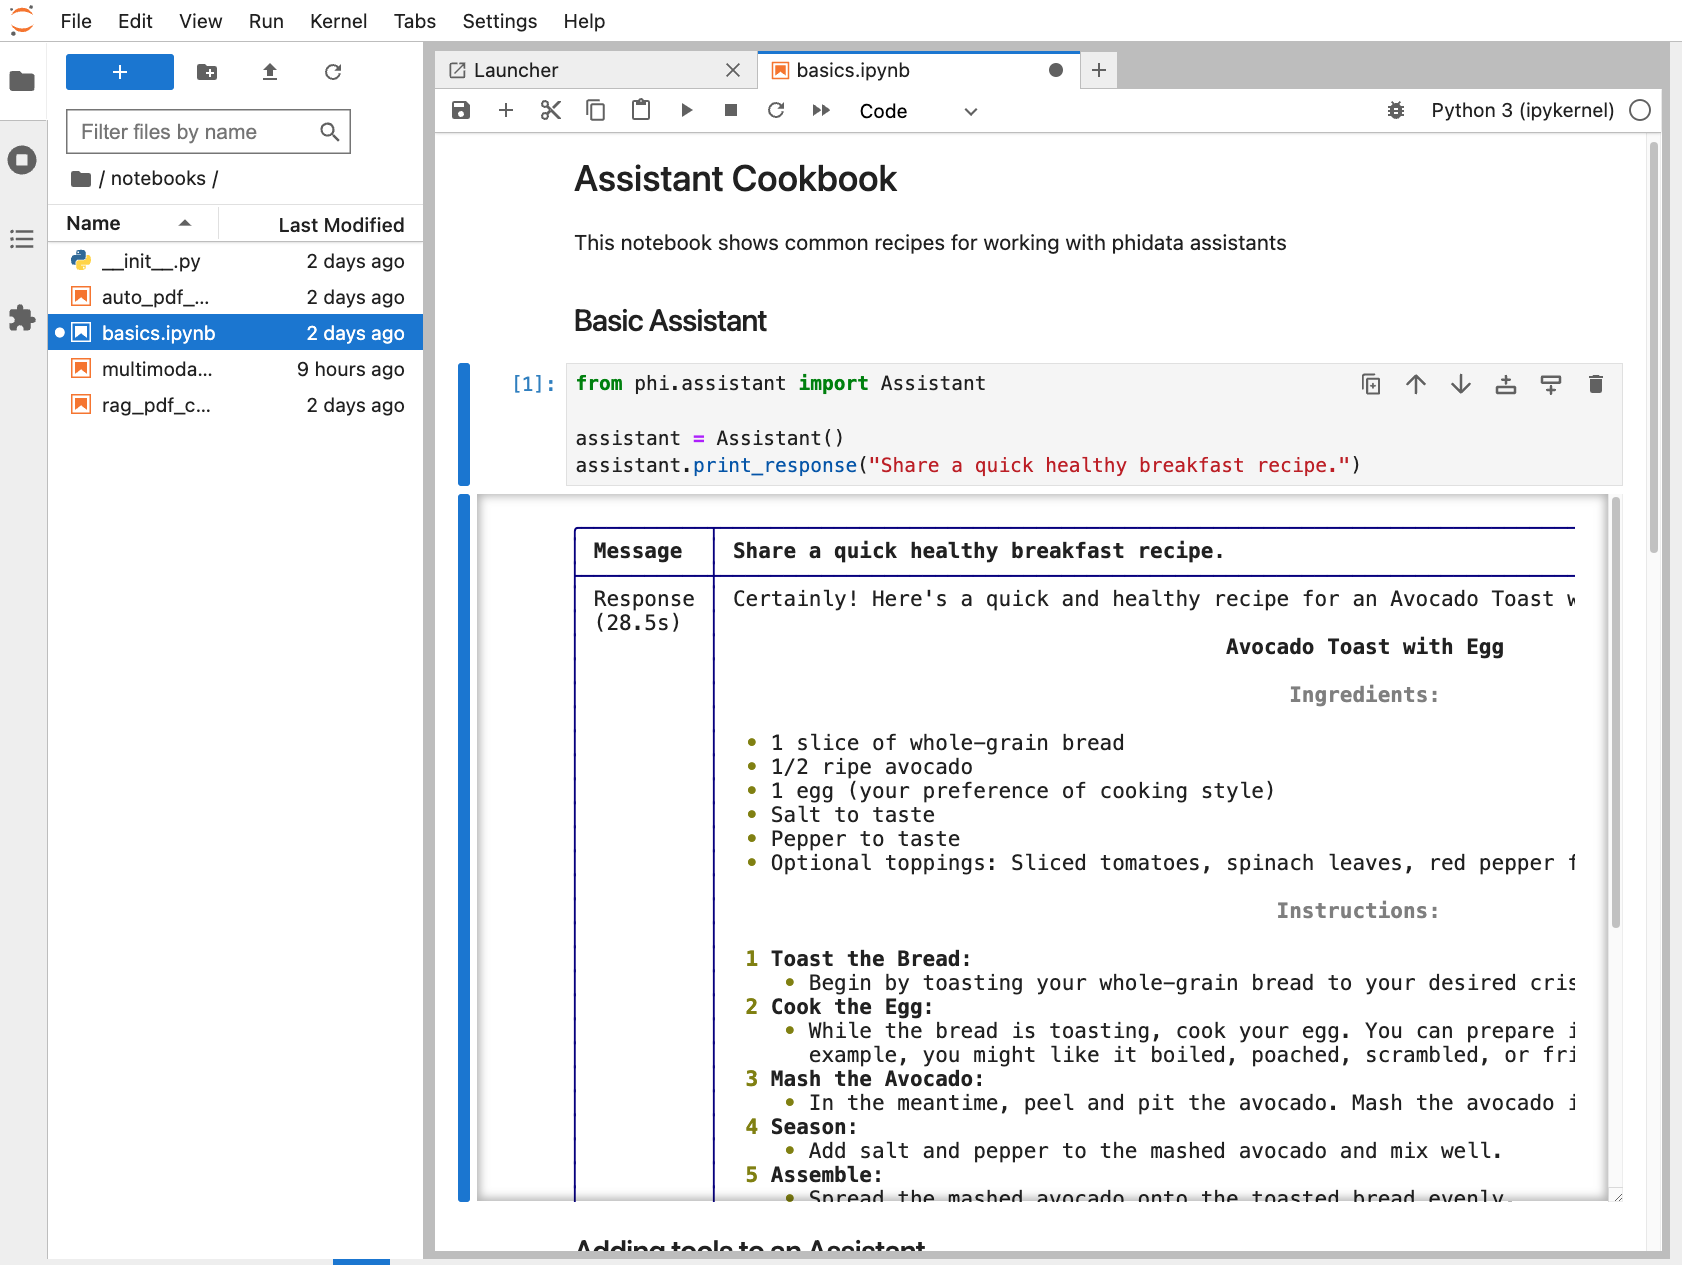 File Edit View Run Kernel Tabs Settings Help
Filter files by name
/ notebooks /
Name Last Modified
__init__.py 2 days ago
auto_pdf_... 2 days ago
basics.ipynb 2 days ago
multimoda... 9 hours ago
rag_pdf_c... 2 days ago
Launcher basics.ipynb
Code Python 3 (ipykernel)
Assistant Cookbook
This notebook shows common recipes for working with phidata assistants
Basic Assistant
[1]: from phi.assistant import Assistant
assistant = Assistant()
assistant.print_response("Share a quick healthy breakfast recipe.")
Message Share a quick healthy breakfast recipe.
Response Certainly! Here's a quick and healthy recipe for an Avocado Toast
(28.5s)
Avocado Toast with Egg
Ingredients:
• 1 slice of whole-grain bread
• 1/2 ripe avocado
• 1 egg (your preference of cooking style)
• Salt to taste
• Pepper to taste
• Optional toppings: Sliced tomatoes, spinach leaves, red pepper f
Instructions:
1 Toast the Bread:
• Begin by toasting your whole-grain bread to your desired cris
2 Cook the Egg:
• While the bread is toasting, cook your egg. You can prepare i
example, you might like it boiled, poached, scrambled, or fri
3 Mash the Avocado:
• In the meantime, peel and pit the avocado. Mash the avocado i
4 Season:
• Add salt and pepper to the mashed avocado and mix well.
5 Assemble:
• Spread the mashed avocado onto the toasted bread evenly.
Adding tools to an Assistant